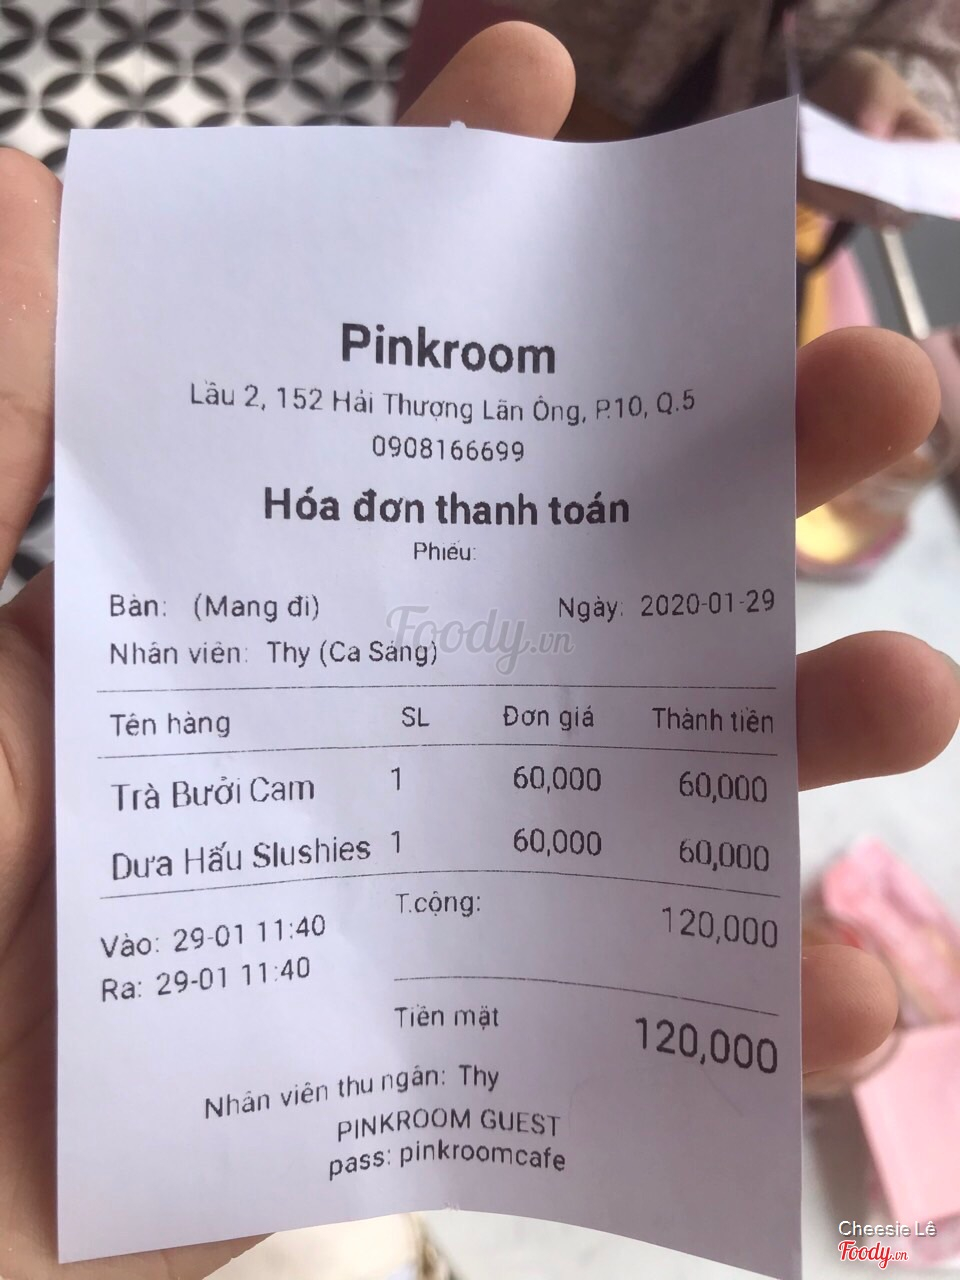 Pinkroom
Lầu 2, 152 Hải Thượng Lãn Ông, P.10, Q.5
0908166699
Hóa đơn thanh toán
Phiếu:
Bàn: (Mang đi) Ngày: 2020-01-29
Foody.vn
Nhân viên: Thy (Ca Sáng)
Tên hàng SL Đơn giá Thành tiền
Trà Bưởi Cam 1 60,000 60,000
Dưa Hấu Slushies 1 60,000 60,000
T.cộng: 120,000
Vào: 29-01 11:40
Ra: 29-01 11:40
Tiền mặt 120,000
Nhân viên thu ngân: Thy
PINKROOM GUEST
pass: pinkroomcafe
Cheesie Lê
Foody.vn